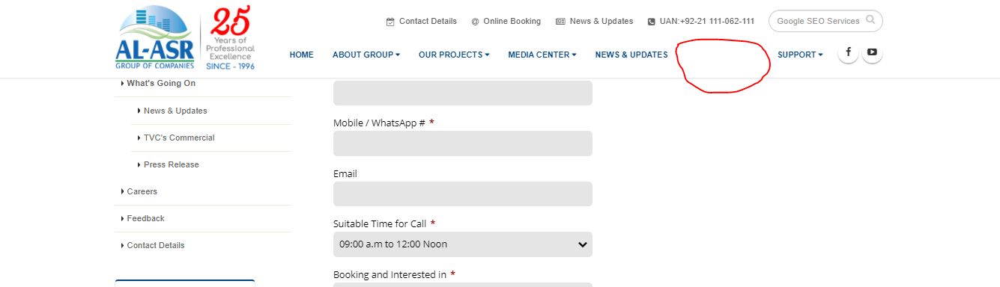 Contact Details
Online Booking
News & Updates
UAN:+92-21 111-062-111
Google SEO Services
25
Years of
Professional
Excellence
SINCE - 1996
AL-ASR
GROUP OF COMPANIES
HOME
ABOUT GROUP
OUR PROJECTS
MEDIA CENTER
NEWS & UPDATES
SUPPORT
What's Going On
News & Updates
TVC's Commercial
Press Release
Careers
Feedback
Contact Details
Mobile / WhatsApp # *
Email
Suitable Time for Call *
09:00 a.m to 12:00 Noon
Booking and Interested in *